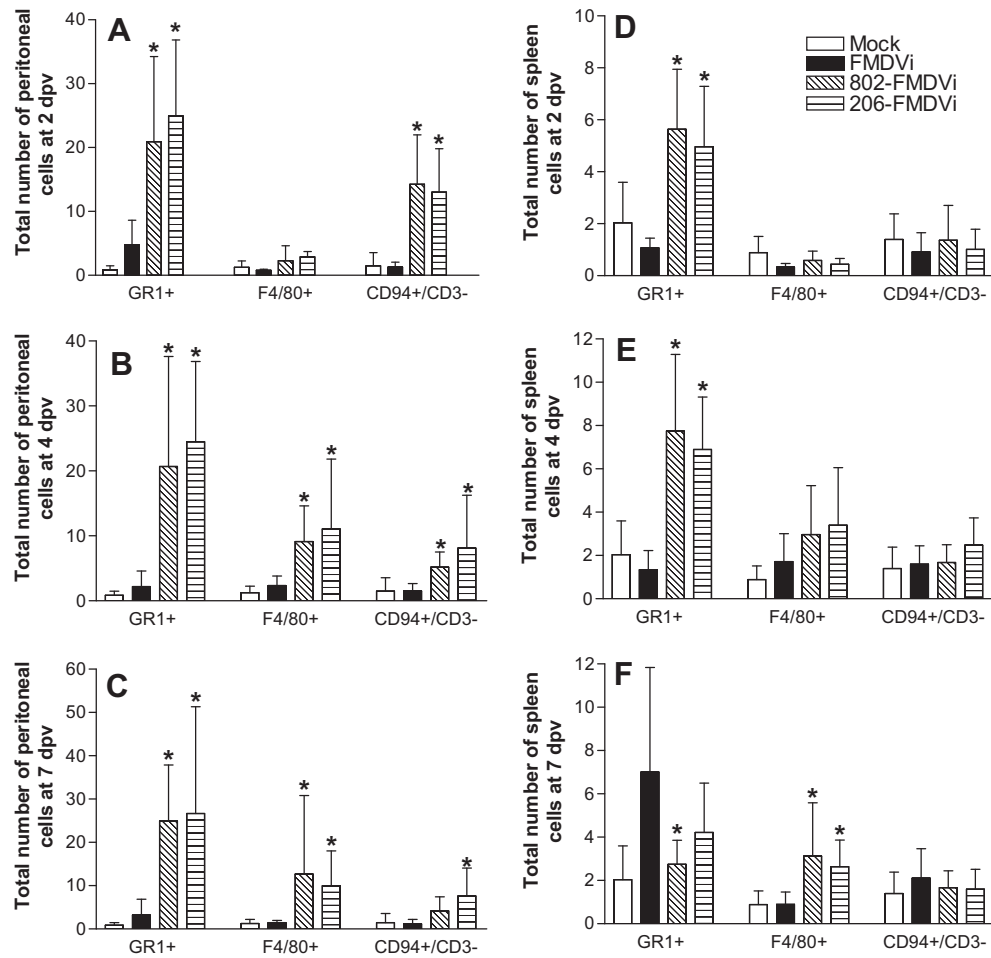 A
Total number of peritoneal
cells at 2 dpv
40
30
20
10
0
* * * *
GR1+ F4/80+ CD94+/CD3-
D
Total number of spleen
cells at 2 dpv
10
8
6
4
2
0
* *
GR1+ F4/80+ CD94+/CD3-
Mock
FMDVi
802-FMDVi
206-FMDVi
B
Total number of peritoneal
cells at 4 dpv
40
30
20
10
0
* * * * * *
GR1+ F4/80+ CD94+/CD3-
E
Total number of spleen
cells at 4 dpv
12
10
8
6
4
2
0
* *
GR1+ F4/80+ CD94+/CD3-
C
Total number of peritoneal
cells at 7 dpv
60
50
40
30
20
10
0
* * * * *
GR1+ F4/80+ CD94+/CD3-
F
Total number of spleen
cells at 7 dpv
12
10
8
6
4
2
0
* * *
GR1+ F4/80+ CD94+/CD3-